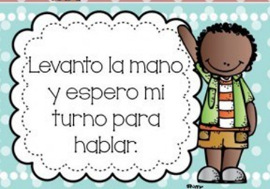 Levanto la mano
y espero mi
turno para
hablar.